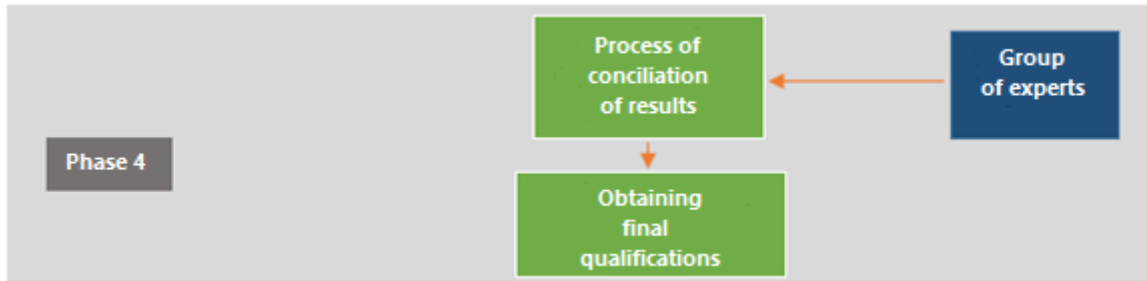 Process of
conciliation
of results
Group
of experts
Phase 4
Obtaining
final
qualifications